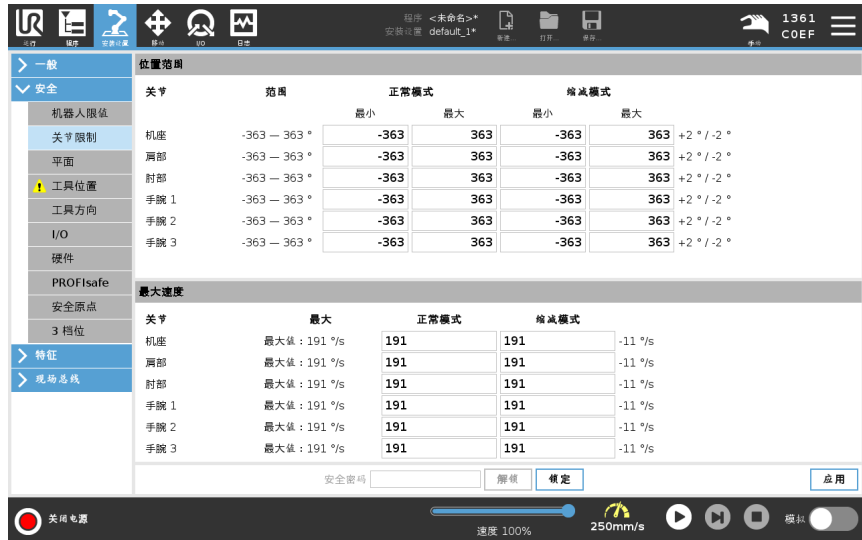 UR
运行 程序 安装设置 移动 I/O 日志
程序 <未命名>*
安装设置 default_1*
新建... 打开... 保存...
手动
1361
C0EF
一般
安全
机器人限值
关节限制
平面
工具位置
工具方向
I/O
硬件
PROFIsafe
安全原点
3 档位
特征
现场总线
位置范围
关节 范围 正常模式 缩减模式
最小 最大 最小 最大
机座 -363 — 363 ° -363 363 -363 363 +2 ° / -2 °
肩部 -363 — 363 ° -363 363 -363 363 +2 ° / -2 °
肘部 -363 — 363 ° -363 363 -363 363 +2 ° / -2 °
手腕 1 -363 — 363 ° -363 363 -363 363 +2 ° / -2 °
手腕 2 -363 — 363 ° -363 363 -363 363 +2 ° / -2 °
手腕 3 -363 — 363 ° -363 363 -363 363 +2 ° / -2 °
最大速度
关节 最大 正常模式 缩减模式
机座 最大值：191 °/s 191 191 -11 °/s
肩部 最大值：191 °/s 191 191 -11 °/s
肘部 最大值：191 °/s 191 191 -11 °/s
手腕 1 最大值：191 °/s 191 191 -11 °/s
手腕 2 最大值：191 °/s 191 191 -11 °/s
手腕 3 最大值：191 °/s 191 191 -11 °/s
安全密码 解锁 锁定 应用
关闭电源
速度 100%
250mm/s
模拟